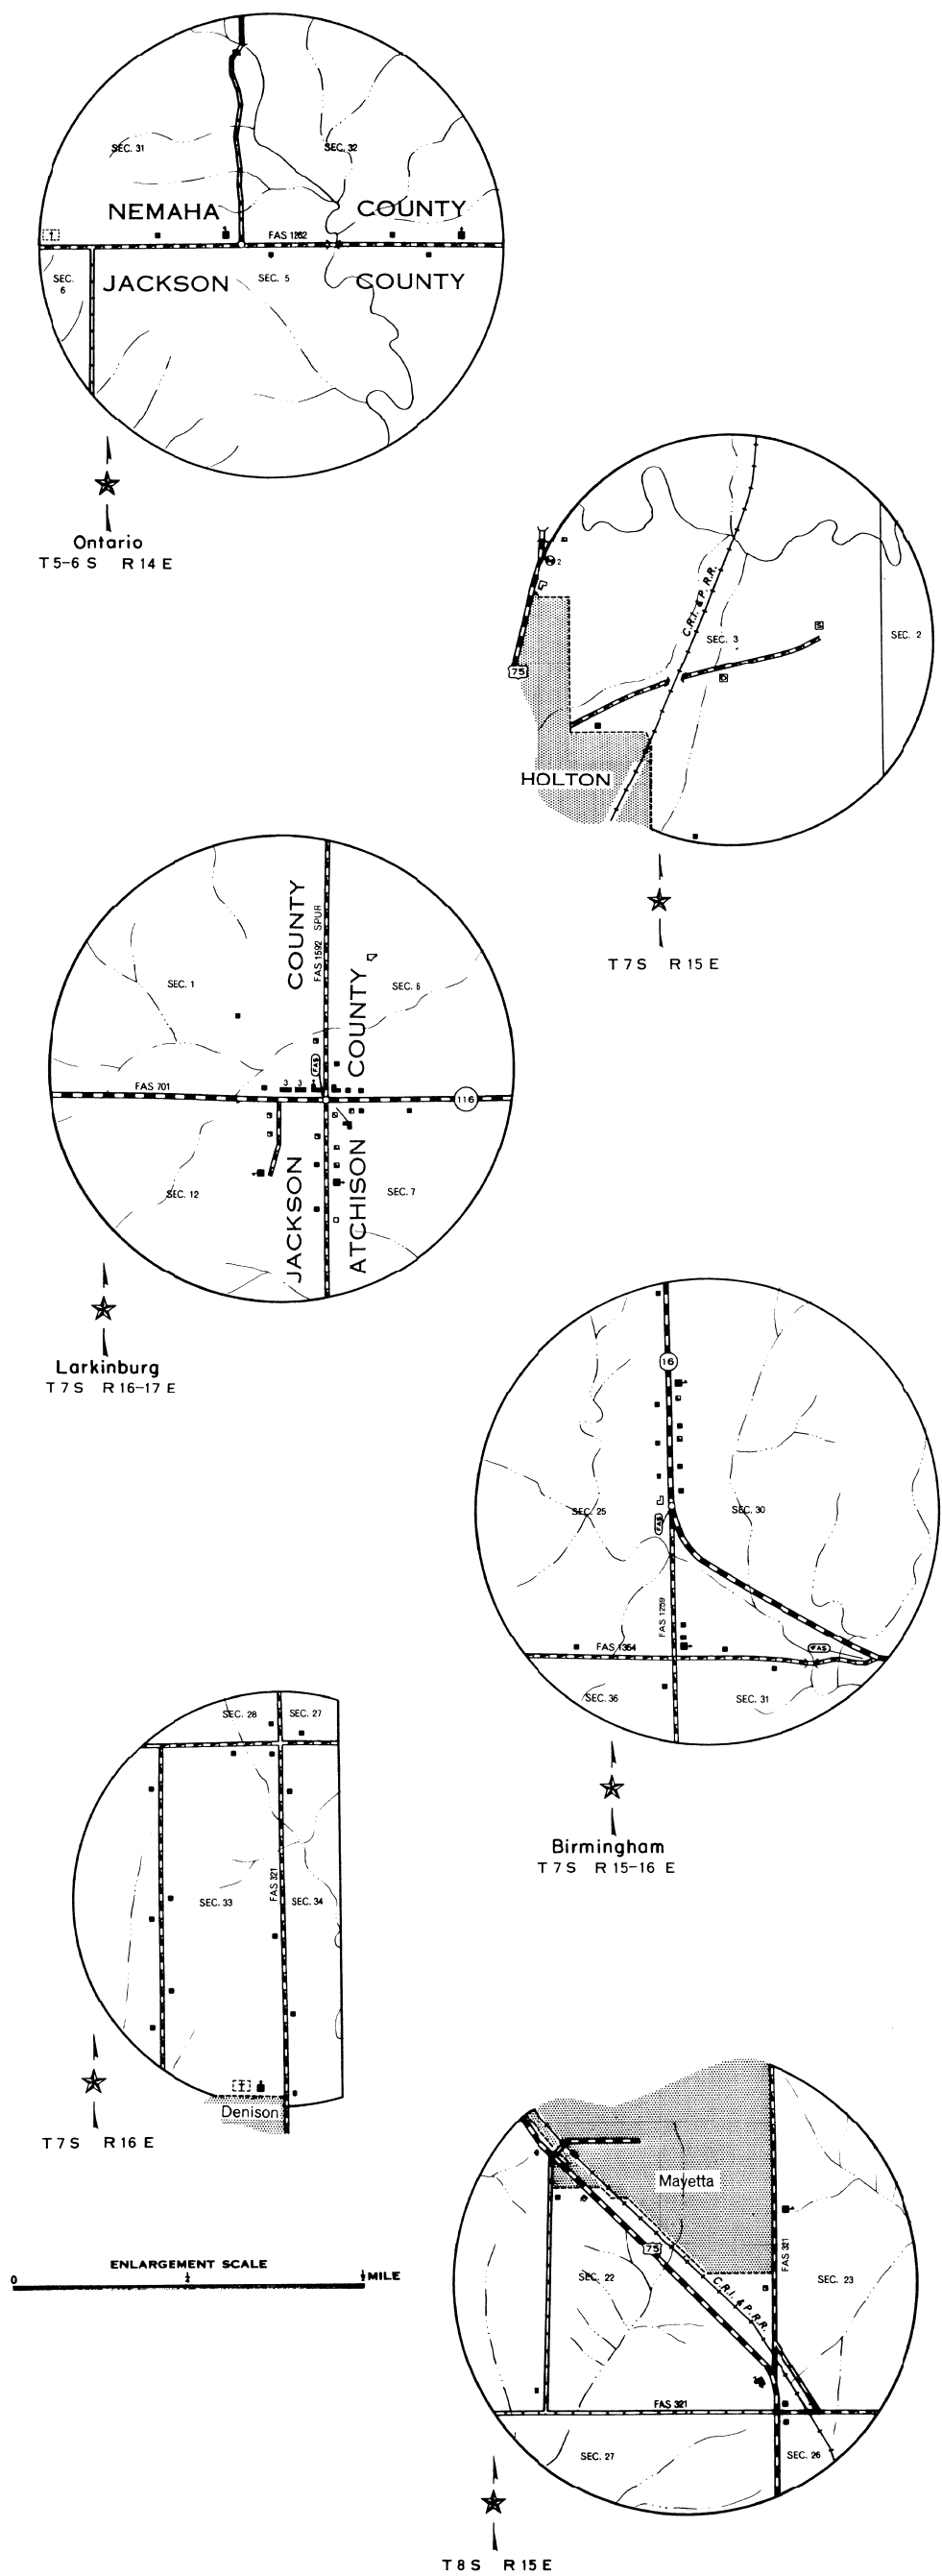 SEC. 31
SEC. 32
NEMAHA COUNTY
FAS 1262
SEC. 6
JACKSON COUNTY
SEC. 5
Ontario
T 5-6 S R 14 E
2
C.R.I. & P. R.R.
SEC. 3
SEC. 2
75
HOLTON
T 7 S R 15 E
COUNTY
FAS 1592 SPUR
COUNTY
SEC. 1
SEC. 6
FAS
FAS 701
3 3
116
JACKSON
ATCHISON
SEC. 12
SEC. 7
Larkinburg
T 7 S R 16-17 E
16
SEC. 25
SEC. 30
FAS
FAS 1259
FAS 1354
FAS
SEC. 36
SEC. 31
Birmingham
T 7 S R 15-16 E
SEC. 28
SEC. 27
FAS 321
SEC. 33
SEC. 34
Denison
T 7 S R 16 E
Mayetta
75
FAS 321
SEC. 22
SEC. 23
C.R.I. & P. R.R.
FAS 321
SEC. 27
SEC. 26
T 8 S R 15 E
ENLARGEMENT SCALE
0 ¼ ½ MILE